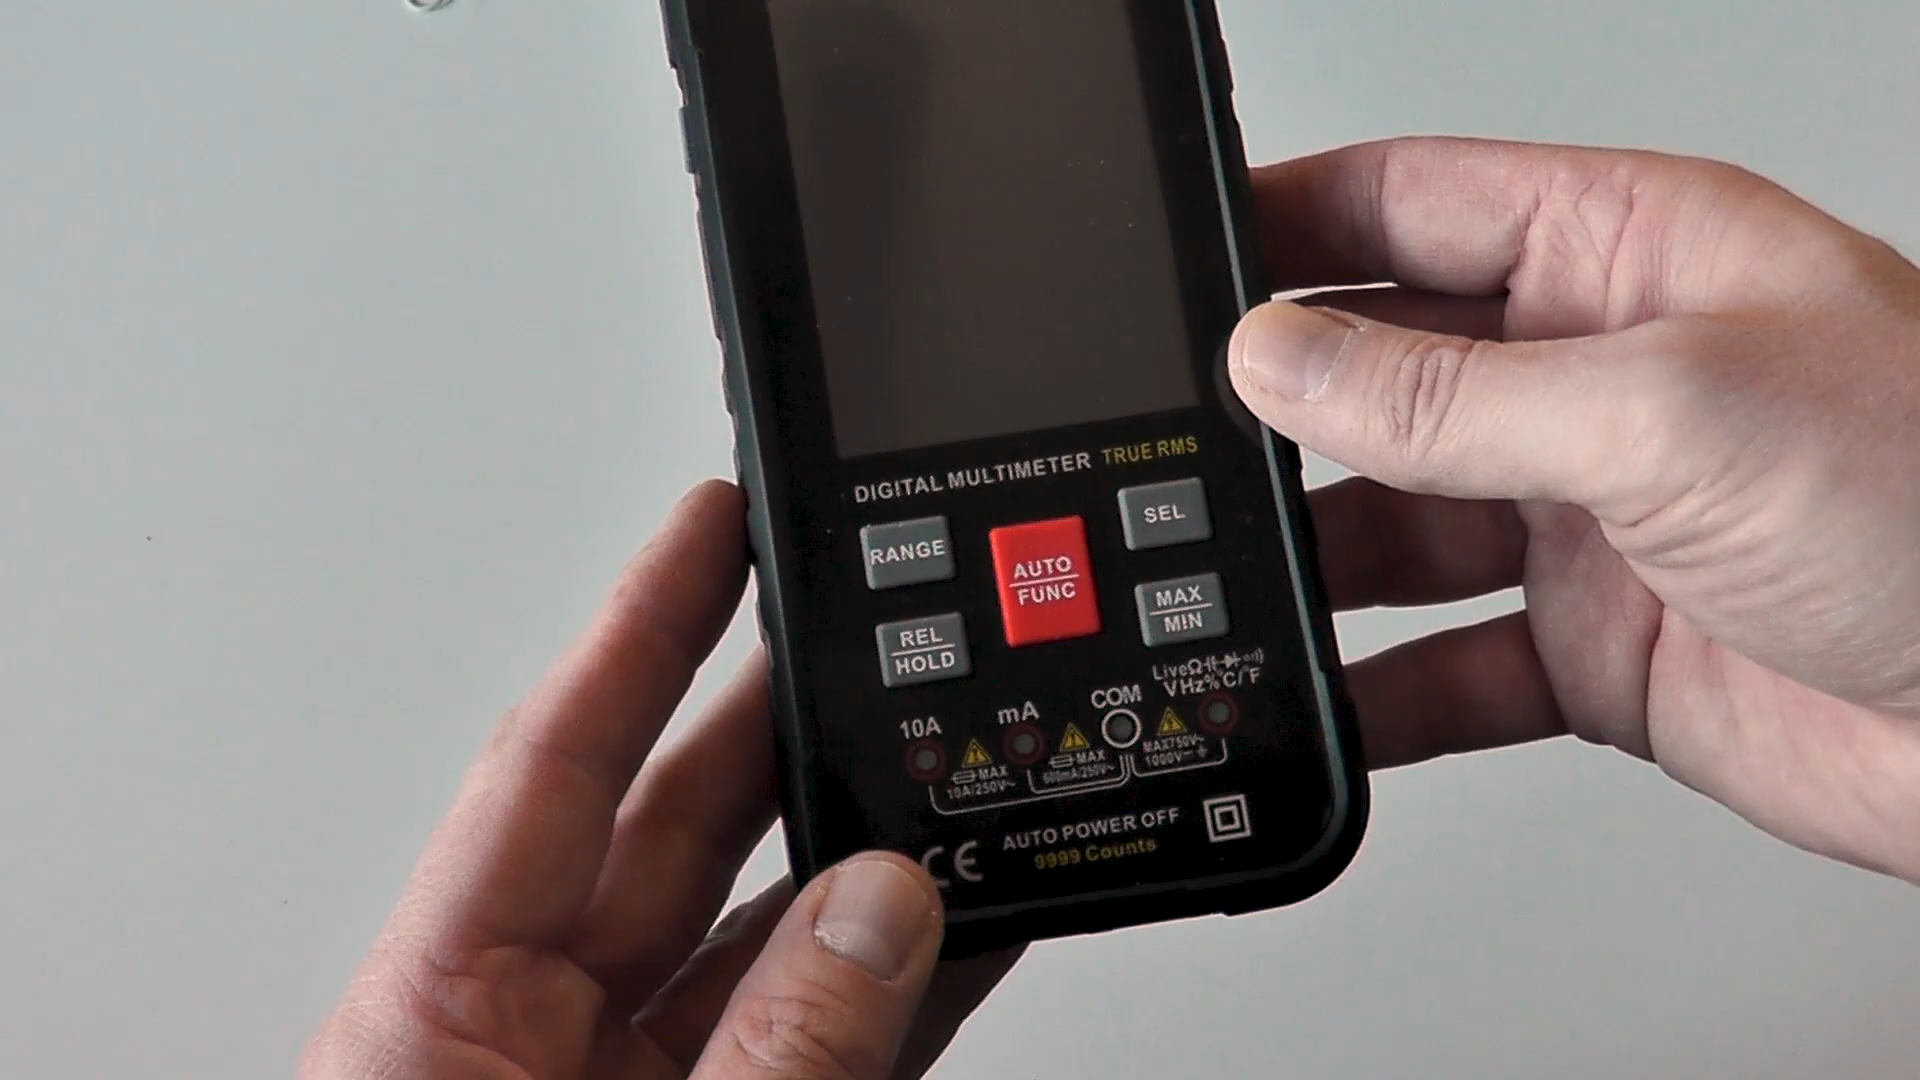 DIGITAL MULTIMETER TRUE RMS
RANGE
AUTO
FUNC
SEL
REL
HOLD
MAX
MIN
10A
mA
COM
LiveΩ
VHz%°C/°F
MAX
10A/250V~
MAX
600mA/250V~
MAX750V~
1000V⎓
AUTO POWER OFF
9999 Counts
CE